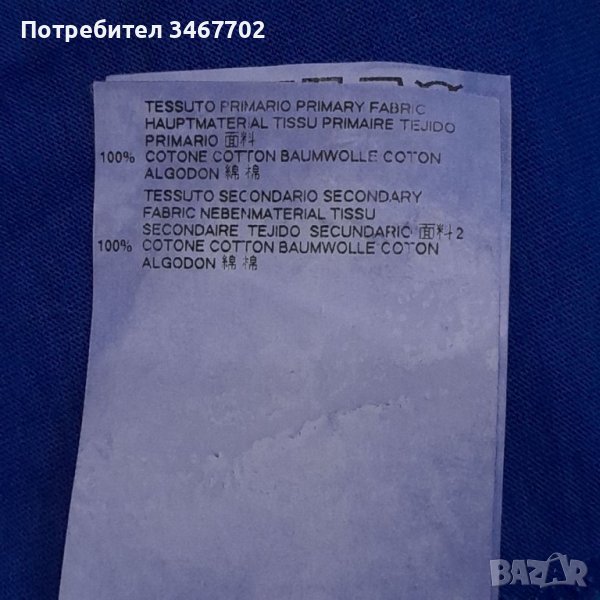 Потребител 3467702
TESSUTO PRIMARIO PRIMARY FABRIC
HAUPTMATERIAL TISSU PRIMAIRE TEJIDO
PRIMARIO 面料
100% COTONE COTTON BAUMWOLLE COTON
ALGODON 綿 棉
TESSUTO SECONDARIO SECONDARY
FABRIC NEBENMATERIAL TISSU
SECONDAIRE TEJIDO SECUNDARIO 面料 2
100% COTONE COTTON BAUMWOLLE COTON
ALGODON 綿 棉
BAZAR